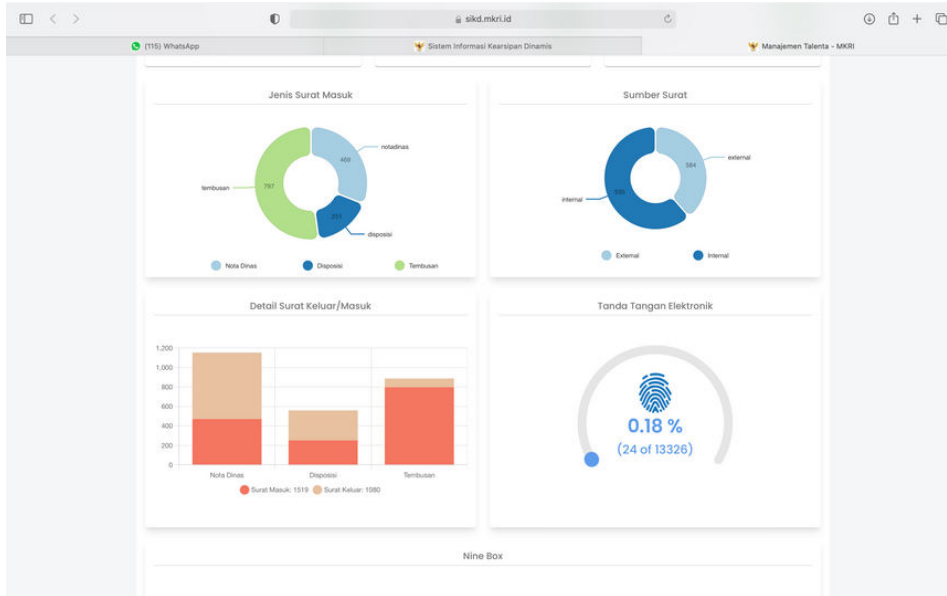 sikd.mkri.id
(115) WhatsApp
Sistem Informasi Kearsipan Dinamis
Manajemen Talenta - MKRI
Jenis Surat Masuk
notadinas
469
tembusan
797
disposisi
Nota Dinas
Disposisi
Tembusan
Sumber Surat
external
584
internal
External
Internal
Detail Surat Keluar/Masuk
1.200
1.000
800
600
400
200
0
Nota Dinas
Disposisi
Tembusan
Surat Masuk: 1519
Surat Keluar: 1080
Tanda Tangan Elektronik
0.18 %
(24 of 13326)
Nine Box